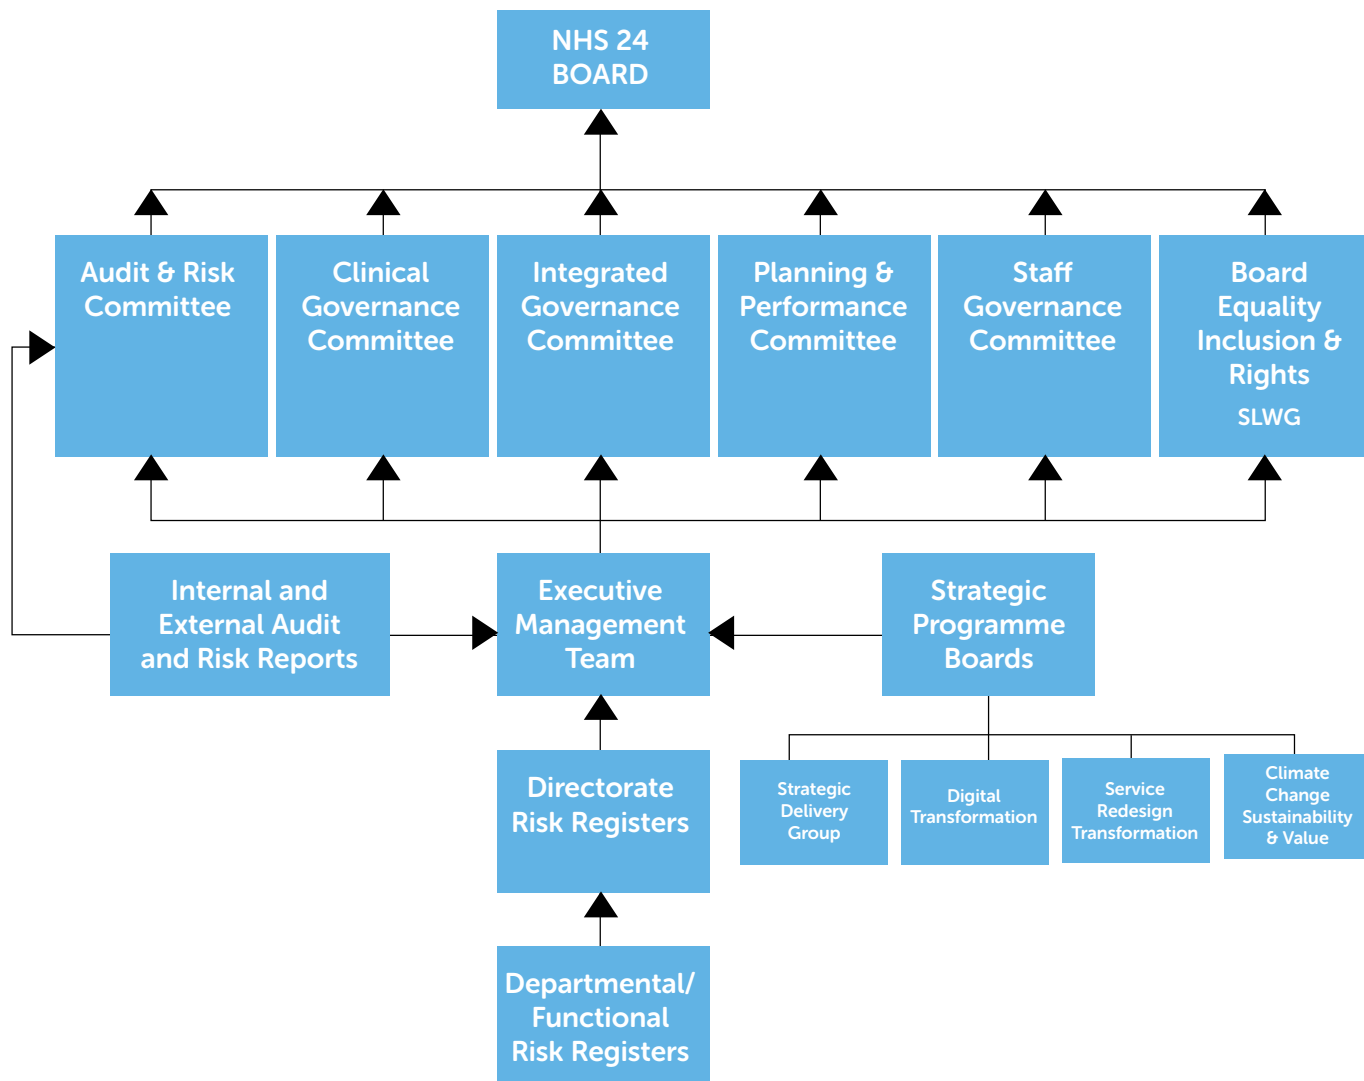 NHS 24
BOARD
Audit & Risk
Committee
Clinical
Governance
Committee
Integrated
Governance
Committee
Planning &
Performance
Committee
Staff
Governance
Committee
Board
Equality
Inclusion &
Rights
SLWG
Internal and
External Audit
and Risk Reports
Executive
Management
Team
Strategic
Programme
Boards
Directorate
Risk Registers
Strategic
Delivery
Group
Digital
Transformation
Service
Redesign
Transformation
Climate
Change
Sustainability
& Value
Departmental/
Functional
Risk Registers